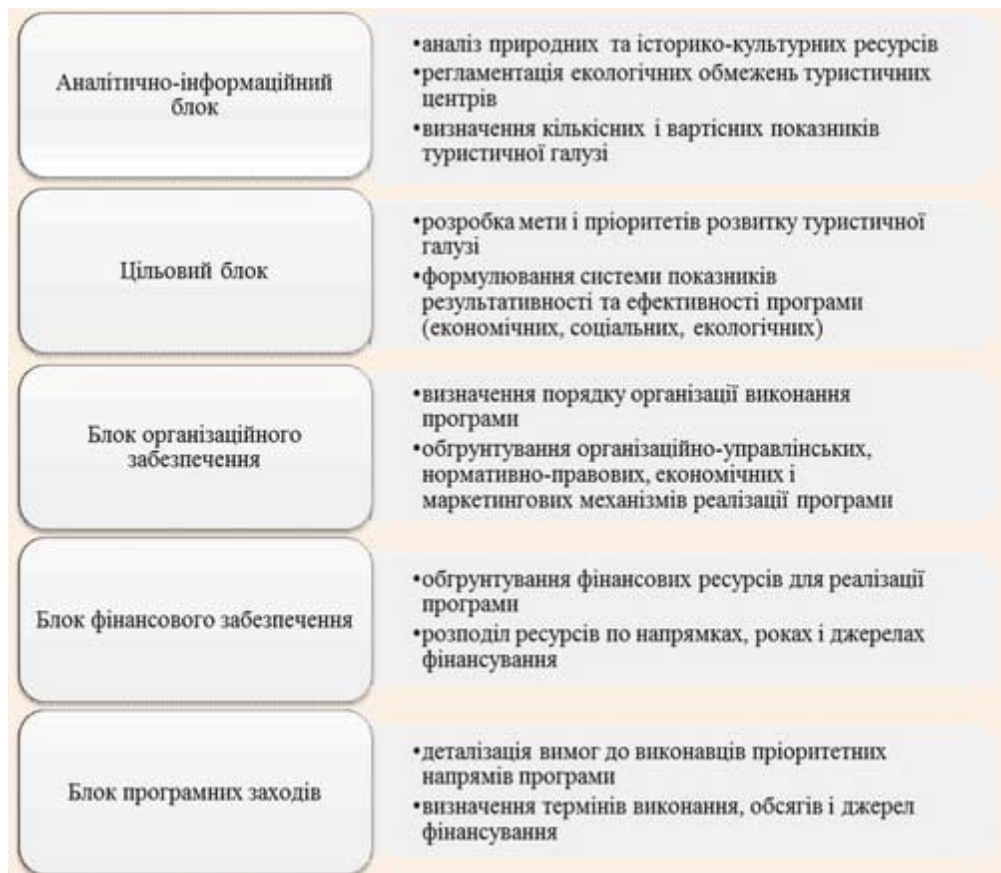 Аналітично-інформаційний
блок
•аналіз природних та історико-культурних ресурсів
•регламентація екологічних обмежень туристичних
центрів
•визначення кількісних і вартісних показників
туристичної галузі
Цільовий блок
•розробка мети і пріоритетів розвитку туристичної
галузі
•формулювання системи показників
результативності та ефективності програми
(економічних, соціальних, екологічних)
Блок організаційного
забезпечення
•визначення порядку організації виконання
програми
•обгрунтування організаційно-управлінських,
нормативно-правових, економічних і
маркетингових механізмів реалізації програми
Блок фінансового забезпечення
•обгрунтування фінансових ресурсів для реалізації
програми
•розподіл ресурсів по напрямках, роках і джерелах
фінансування
Блок програмних заходів
•деталізація вимог до виконавців пріоритетних
напрямів програми
•визначення термінів виконання, обсягів і джерел
фінансування